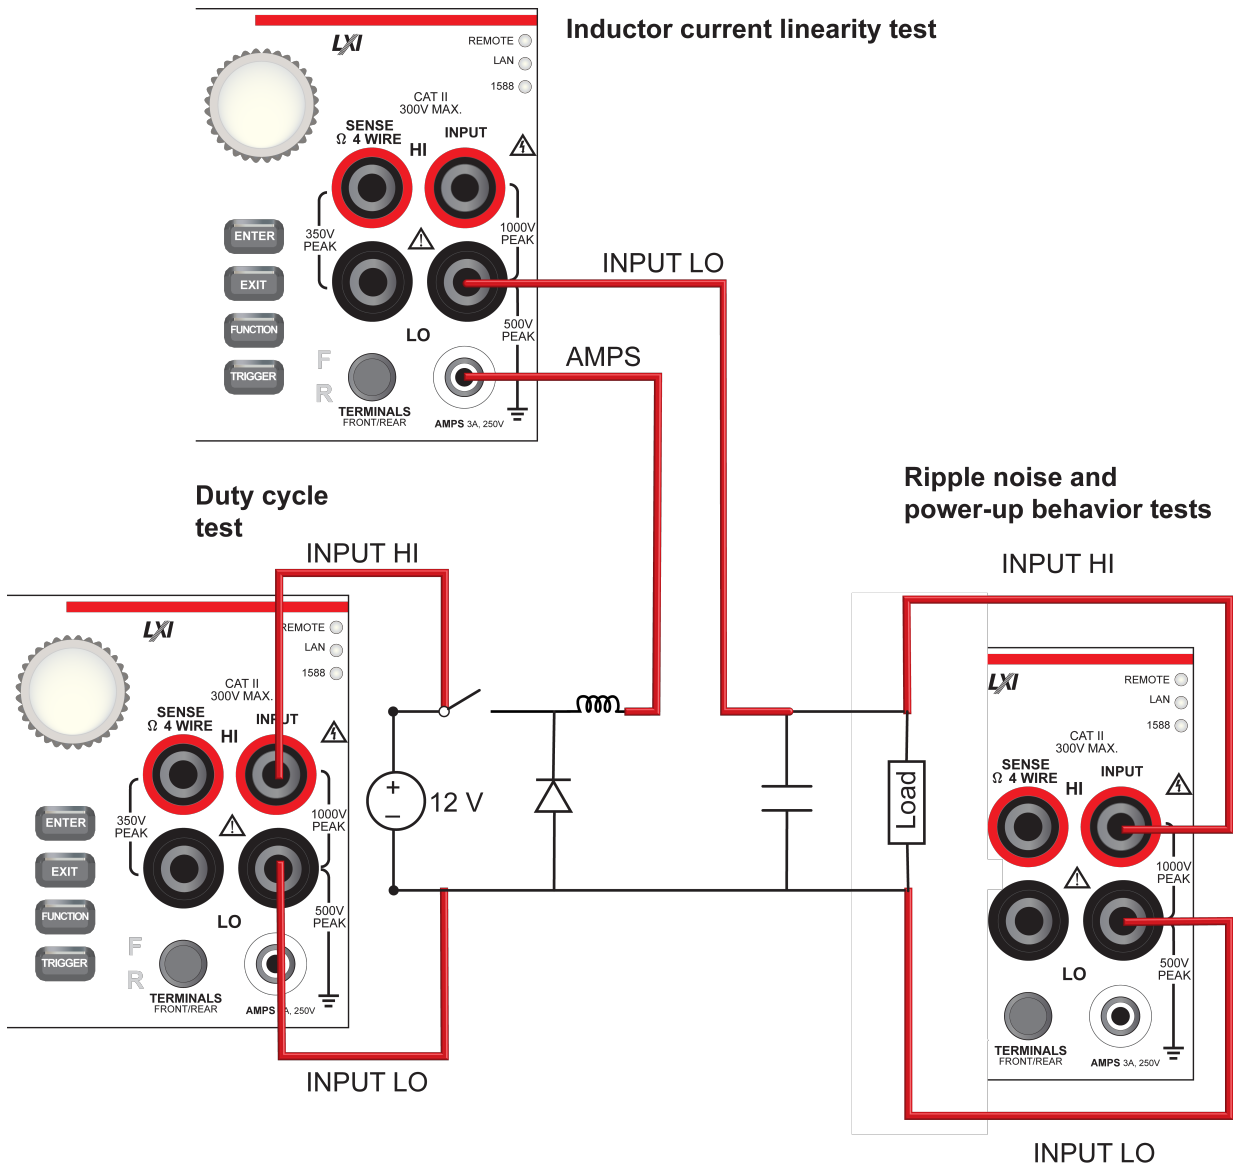 Inductor current linearity test
LXI
REMOTE
LAN
1588
CAT II
300V MAX.
SENSE
Ω 4 WIRE
HI
INPUT
350V
PEAK
1000V
PEAK
ENTER
EXIT
FUNCTION
TRIGGER
500V
PEAK
LO
F
R
TERMINALS
FRONT/REAR
AMPS 3A, 250V
INPUT LO
AMPS
Duty cycle
test
INPUT HI
LXI
REMOTE
LAN
1588
CAT II
300V MAX.
SENSE
Ω 4 WIRE
HI
INPUT
350V
PEAK
1000V
PEAK
ENTER
EXIT
FUNCTION
TRIGGER
500V
PEAK
LO
F
R
TERMINALS
FRONT/REAR
AMPS A, 250V
INPUT LO
+
12 V
–
Load
Ripple noise and
power-up behavior tests
INPUT HI
LXI
REMOTE
LAN
1588
CAT II
300V MAX.
SENSE
Ω 4 WIRE
HI
INPUT
1000V
PEAK
500V
PEAK
LO
TERMINALS
FRONT/REAR
AMPS 3A, 250V
INPUT LO